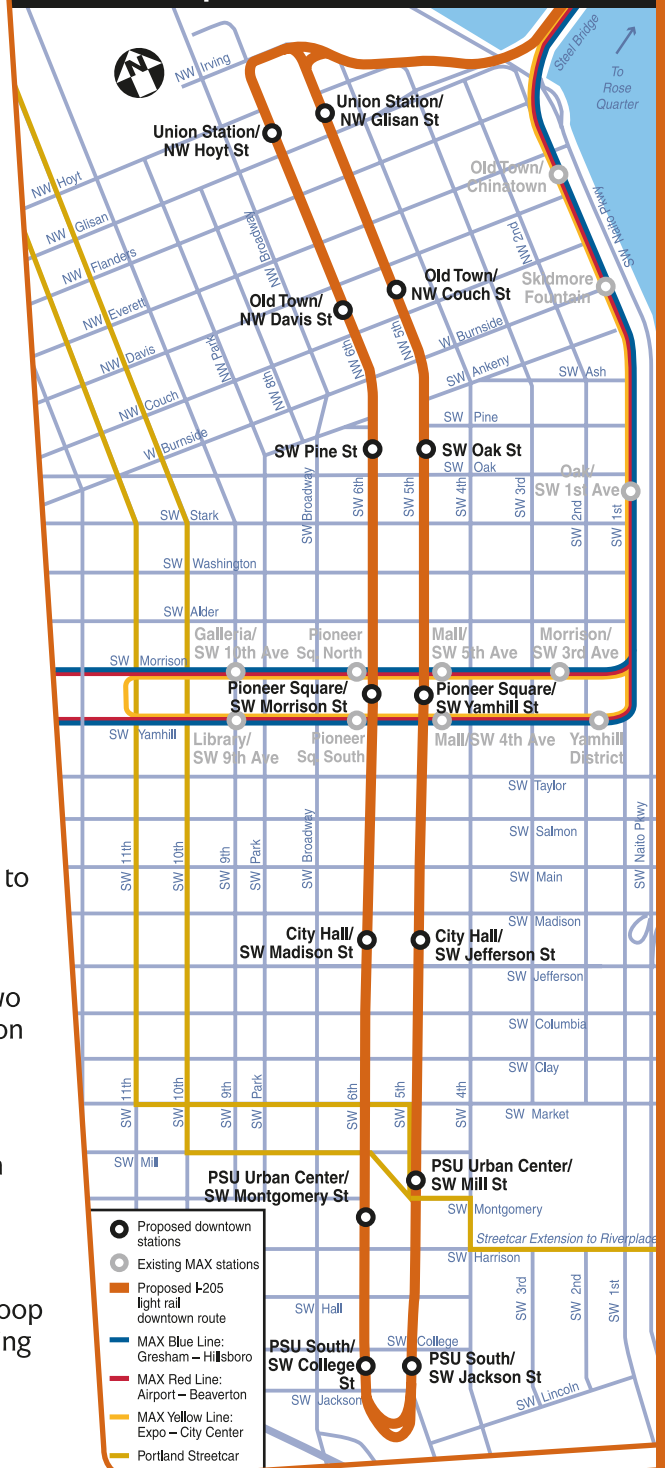 Steel Bridge
To
Rose
Quarter
N
NW Irving
Union Station/
NW Glisan St
Union Station/
NW Hoyt St
Old Town/
Chinatown
NW Hoyt
NW Glisan
NW Flanders
NW Everett
NW Davis
NW Couch
W Burnside
NW Broadway
NW 2nd
SW Naito Pkwy
Old Town/
NW Couch St
Skidmore
Fountain
Old Town/
NW Davis St
NW Park
NW 8th
NW 6th
NW 5th
W Burnside
SW Ankeny
SW Ash
SW Pine
SW Pine St
SW Oak St
SW Oak
Oak/
SW 1st Ave
SW Broadway
SW 6th
SW 5th
SW 4th
SW 3rd
SW 2nd
SW 1st
SW Stark
SW Washington
SW Alder
Galleria/
SW 10th Ave
Pioneer
Sq North
Mall/
SW 5th Ave
Morrison/
SW 3rd Ave
SW Morrison
Pioneer Square/
SW Morrison St
Pioneer Square/
SW Yamhill St
SW Yamhill
Library/
SW 9th Ave
Pioneer
Sq South
Mall/SW 4th Ave
Yamhill
District
SW Taylor
SW Salmon
SW Main
SW Madison
SW Jefferson
SW Columbia
SW Clay
SW Market
SW 11th
SW 10th
SW 9th
SW Park
SW Broadway
SW Naito Pkwy
to
City Hall/
SW Madison St
City Hall/
SW Jefferson St
wo
on
SW 11th
SW 10th
SW 9th
SW Park
SW 6th
SW 5th
SW 4th
SW Mill
PSU Urban Center/
SW Montgomery St
PSU Urban Center/
SW Mill St
SW Montgomery
Streetcar Extension to Riverplace
SW Harrison
SW 3rd
SW 2nd
SW 1st
SW Hall
SW College
PSU South/
SW College
St
PSU South/
SW Jackson St
SW Jackson
SW Lincoln
oop
ing
Proposed downtown
stations
Existing MAX stations
Proposed I-205
light rail
downtown route
MAX Blue Line:
Gresham – Hillsboro
MAX Red Line:
Airport – Beaverton
MAX Yellow Line:
Expo – City Center
Portland Streetcar